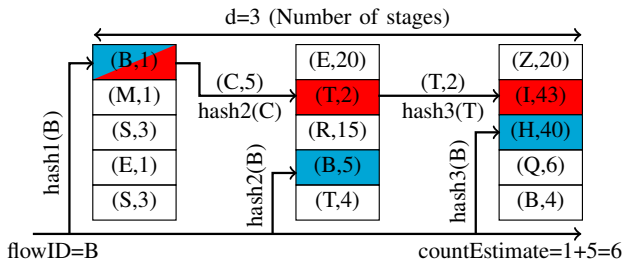 d=3 (Number of stages)
(B,1)
(M,1)
(S,3)
(E,1)
(S,3)
hash1(B)
(C,5)
hash2(C)
(E,20)
(T,2)
(R,15)
(B,5)
(T,4)
hash2(B)
(T,2)
hash3(T)
(Z,20)
(I,43)
(H,40)
(Q,6)
(B,4)
hash3(B)
flowID=B
countEstimate=1+5=6